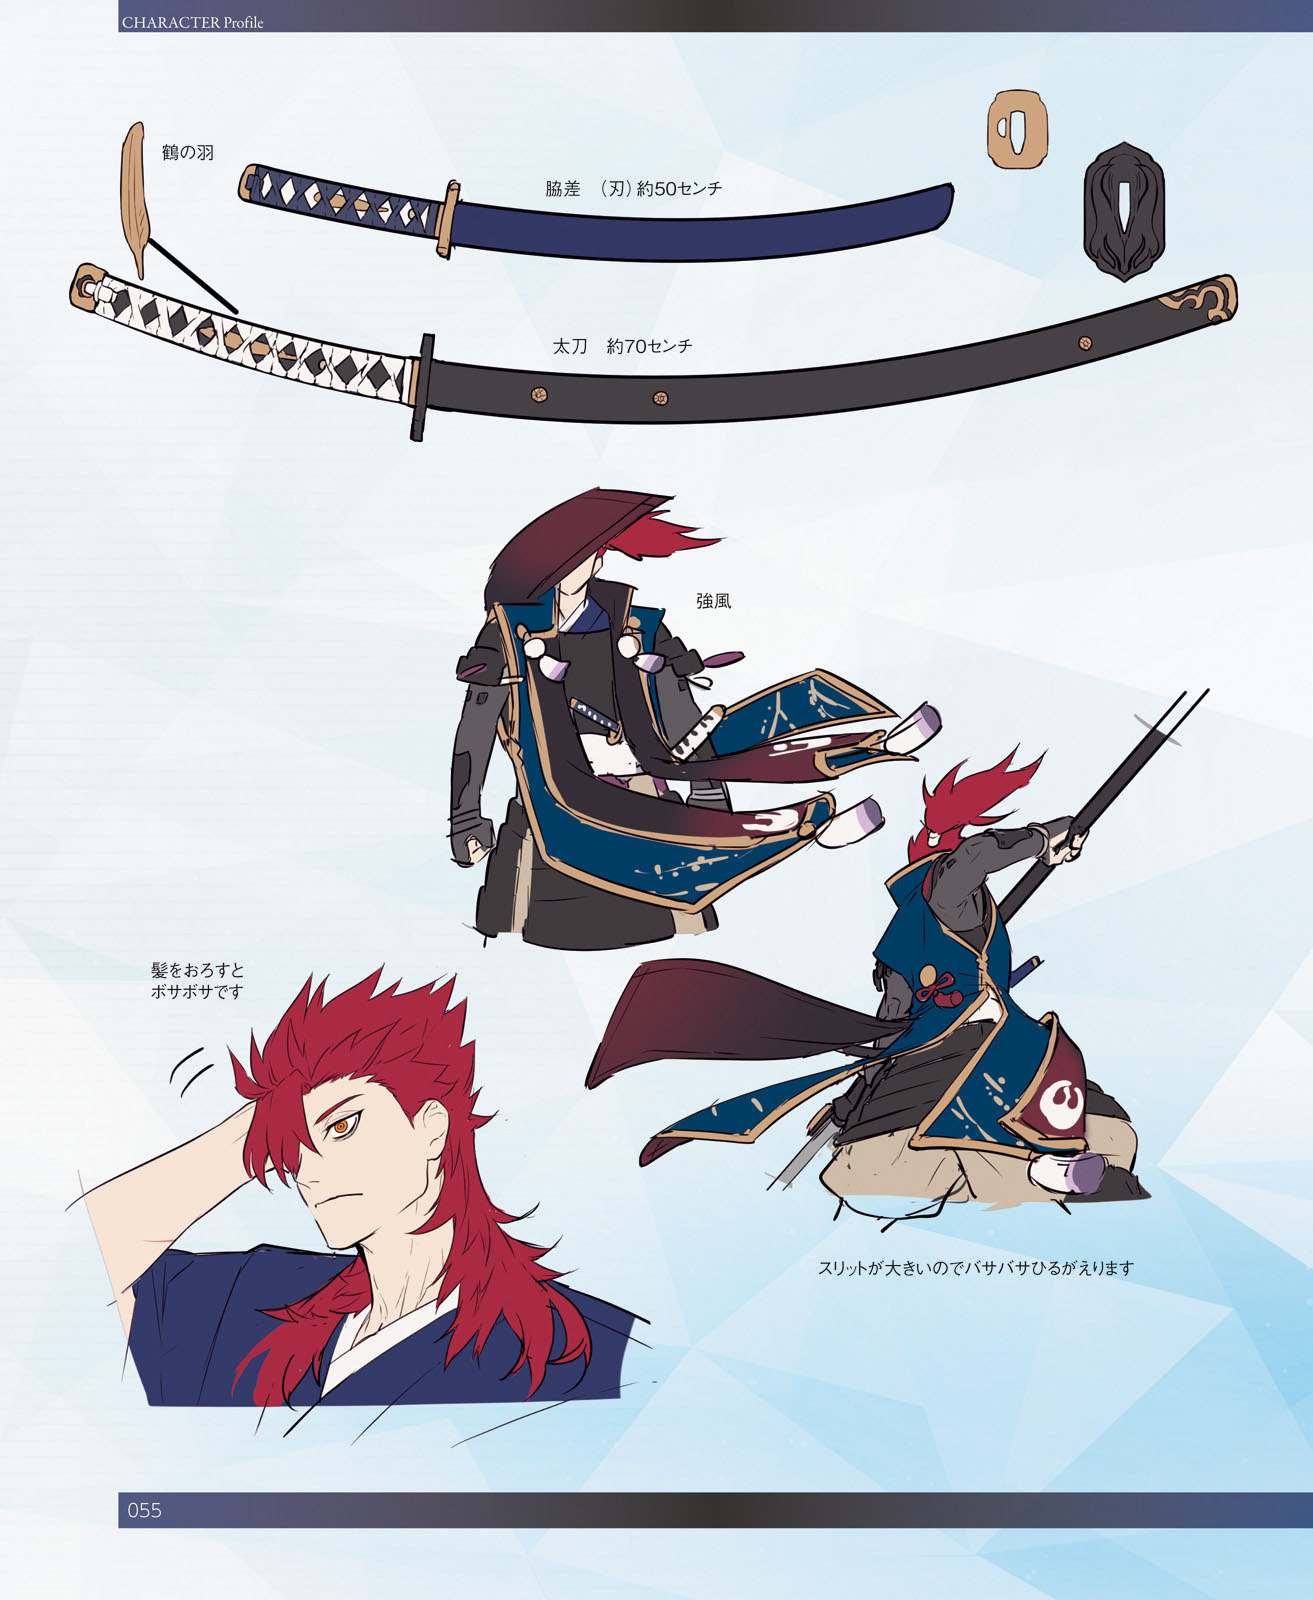 CHARACTER Profile
鶴の羽
脇差　（刃）約50センチ
太刀　約70センチ
強風
髪をおろすと
ボサボサです
スリットが大きいのでバサバサひるがえります
055